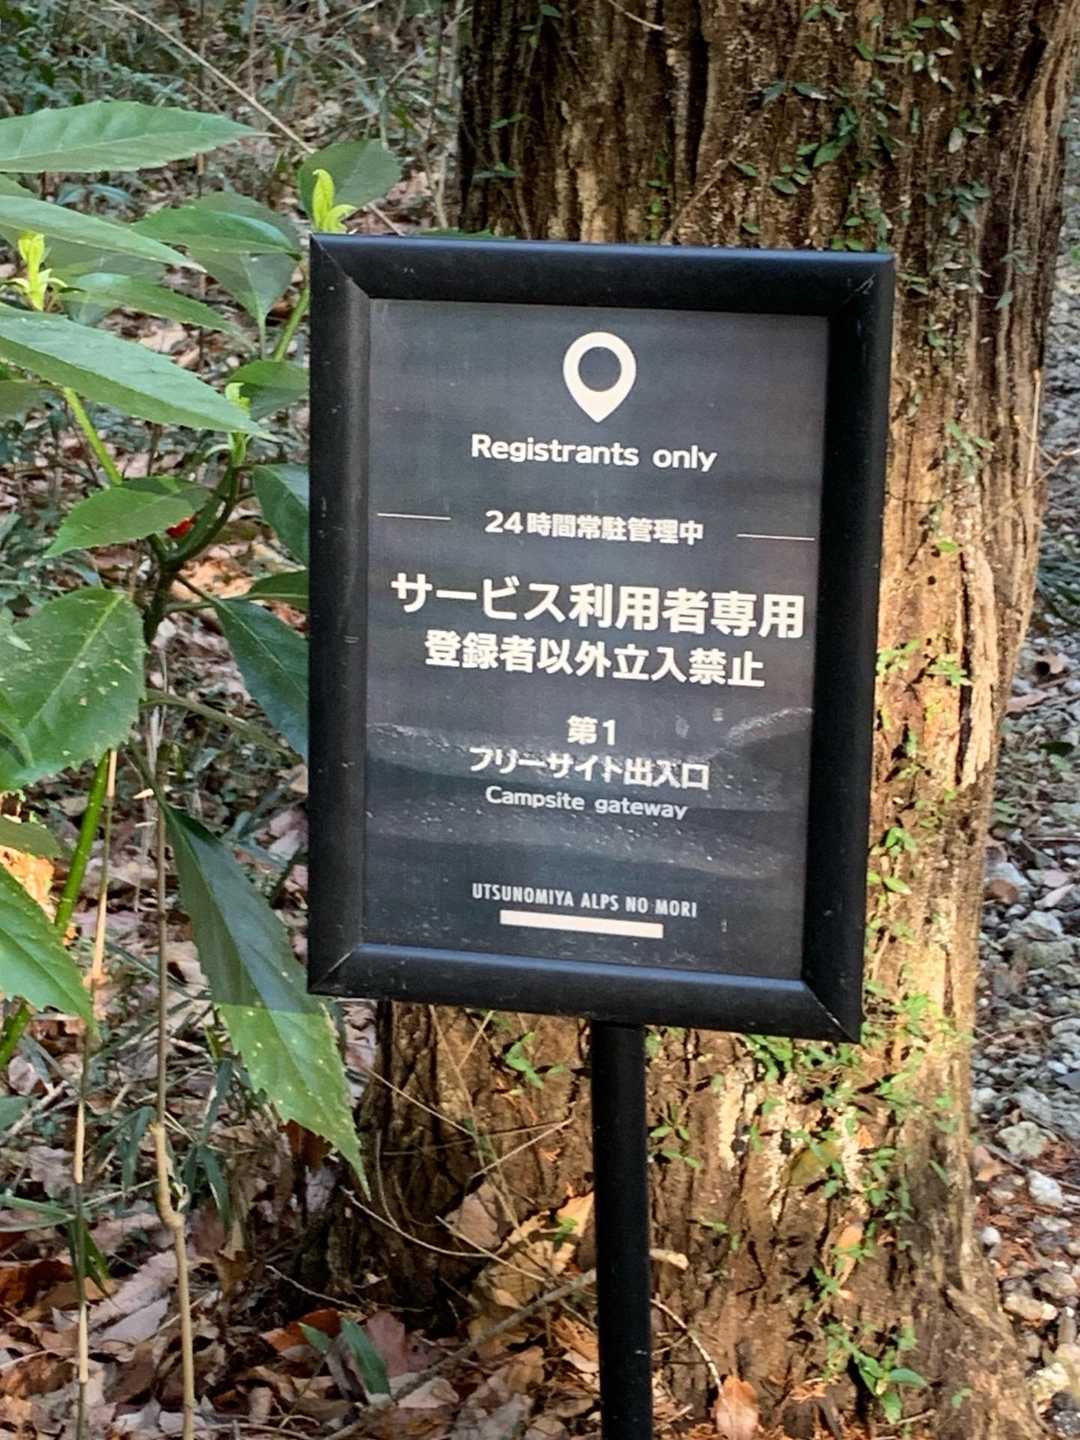 Registrants only
24時間常駐管理中
サービス利用者専用
登録者以外立入禁止
第1
フリーサイト出入口
Campsite gateway
UTSUNOMIYA ALPS NO MORI